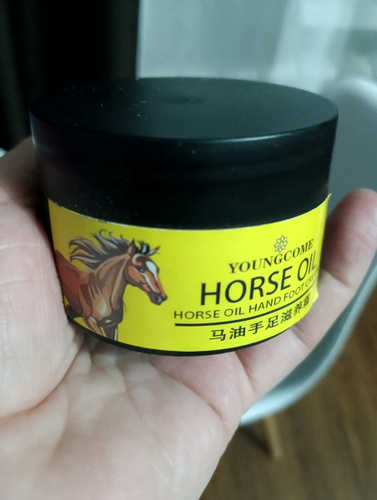 YOUNGCOME
HORSE OIL
HORSE OIL HAND FOOT
马油手足滋养霜